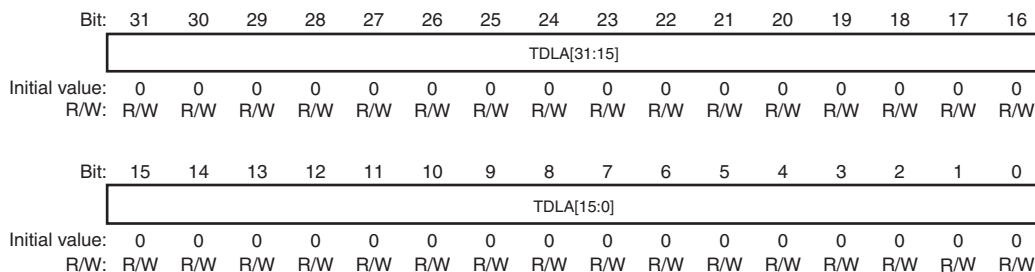 Bit: 31 30 29 28 27 26 25 24 23 22 21 20 19 18 17 16
TDLA[31:15]
Initial value: 0 0 0 0 0 0 0 0 0 0 0 0 0 0 0 0
R/W: R/W R/W R/W R/W R/W R/W R/W R/W R/W R/W R/W R/W R/W R/W R/W R/W
Bit: 15 14 13 12 11 10 9 8 7 6 5 4 3 2 1 0
TDLA[15:0]
Initial value: 0 0 0 0 0 0 0 0 0 0 0 0 0 0 0 0
R/W: R/W R/W R/W R/W R/W R/W R/W R/W R/W R/W R/W R/W R/W R/W R/W R/W